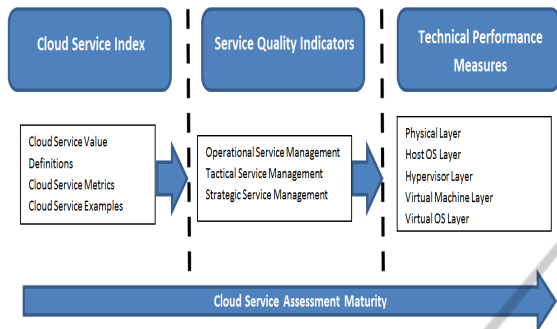 Cloud Service Index
Service Quality Indicators
Technical Performance
Measures
Cloud Service Value
Definitions
Cloud Service Metrics
Cloud Service Examples
Operational Service Management
Tactical Service Management
Strategic Service Management
Physical Layer
Host OS Layer
Hypervisor Layer
Virtual Machine Layer
Virtual OS Layer
Cloud Service Assessment Maturity